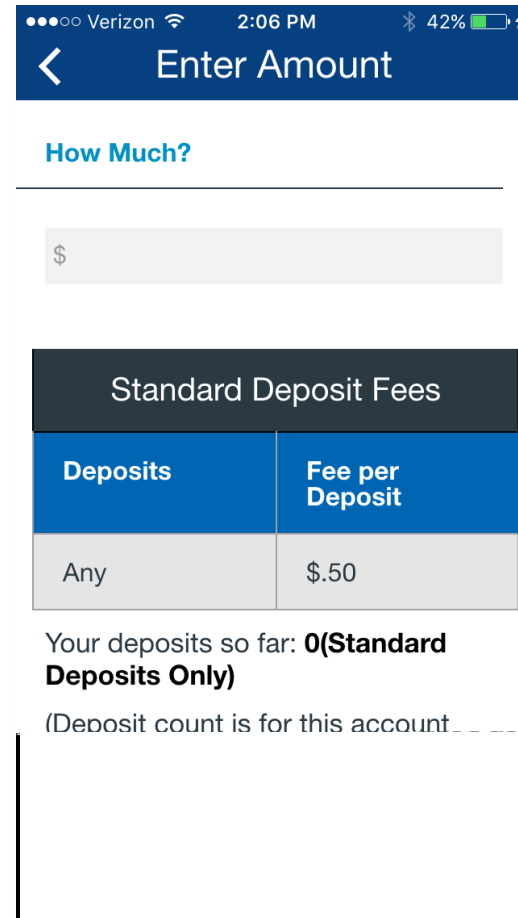 Verizon 2:06 PM 42%
Enter Amount
How Much?
$
Standard Deposit Fees
Deposits
Fee per
Deposit
Any
$.50
Your deposits so far: 0(Standard
Deposits Only)
(Deposit count is for this account